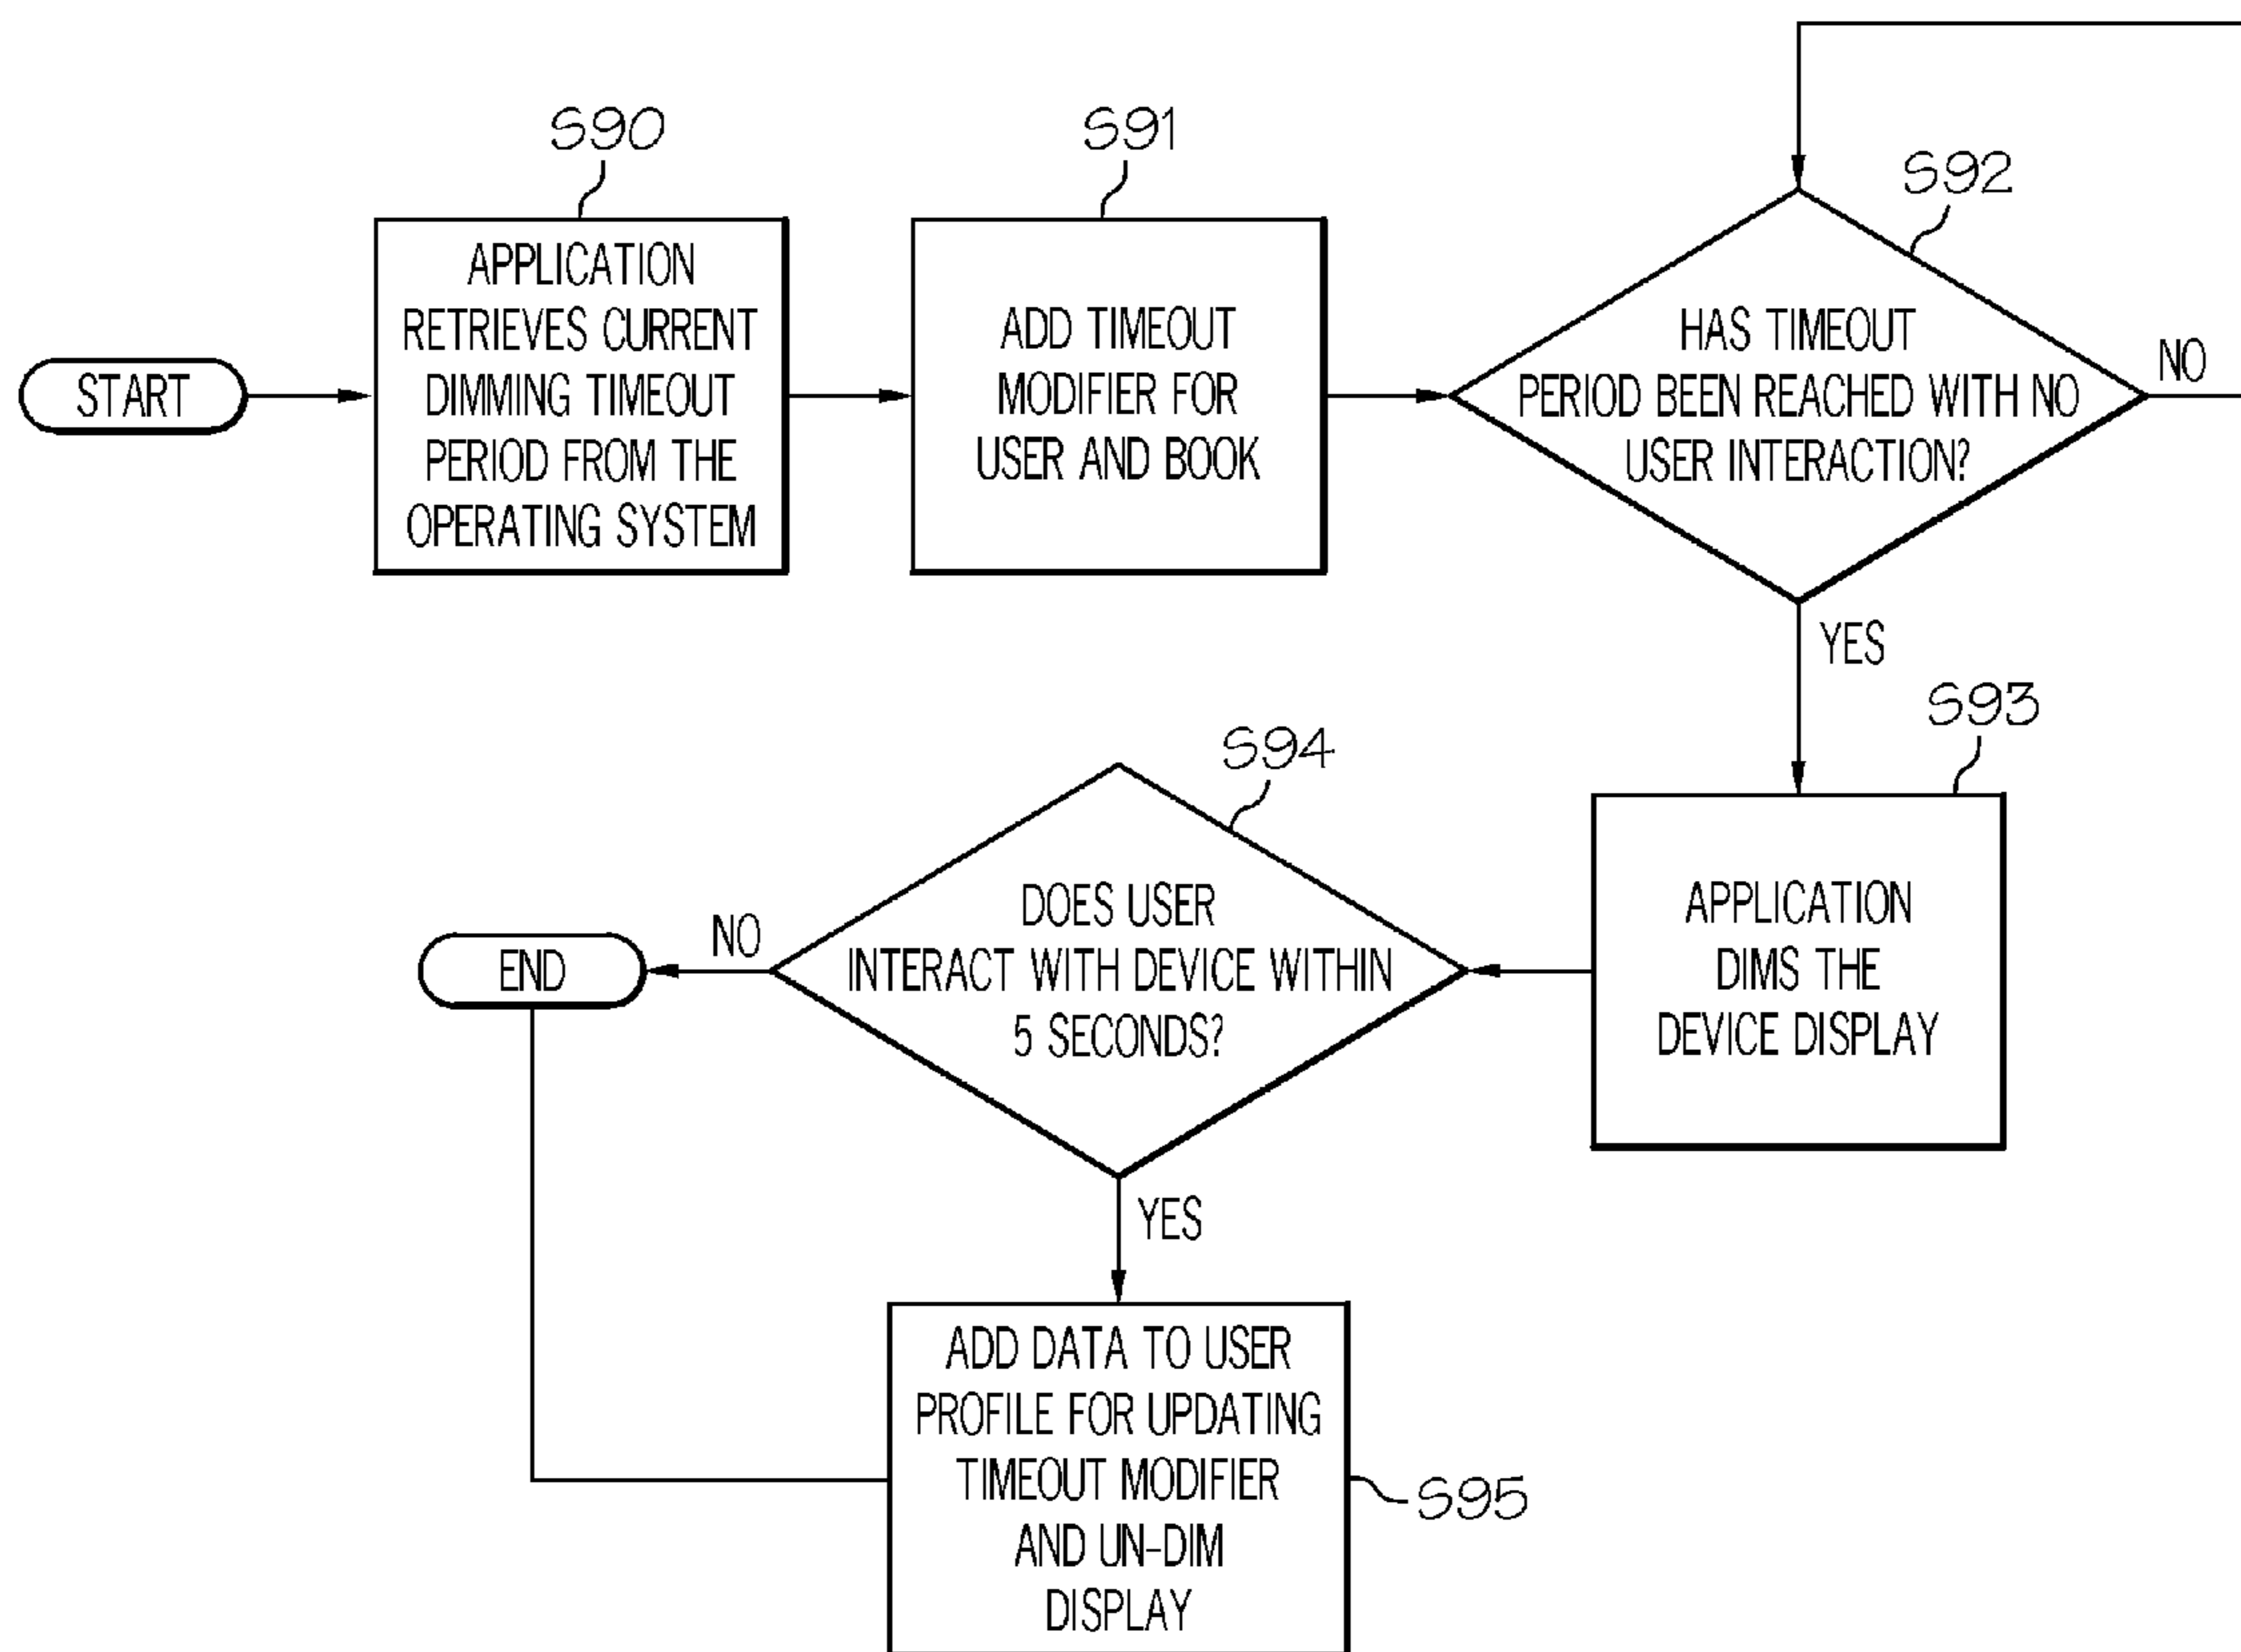 START
S90
APPLICATION
RETRIEVES CURRENT
DIMMING TIMEOUT
PERIOD FROM THE
OPERATING SYSTEM
S91
ADD TIMEOUT
MODIFIER FOR
USER AND BOOK
S92
HAS TIMEOUT
PERIOD BEEN REACHED WITH NO
USER INTERACTION?
NO
YES
S93
APPLICATION
DIMS THE
DEVICE DISPLAY
S94
DOES USER
INTERACT WITH DEVICE WITHIN
5 SECONDS?
NO
END
YES
ADD DATA TO USER
PROFILE FOR UPDATING
TIMEOUT MODIFIER
AND UN-DIM
DISPLAY
S95